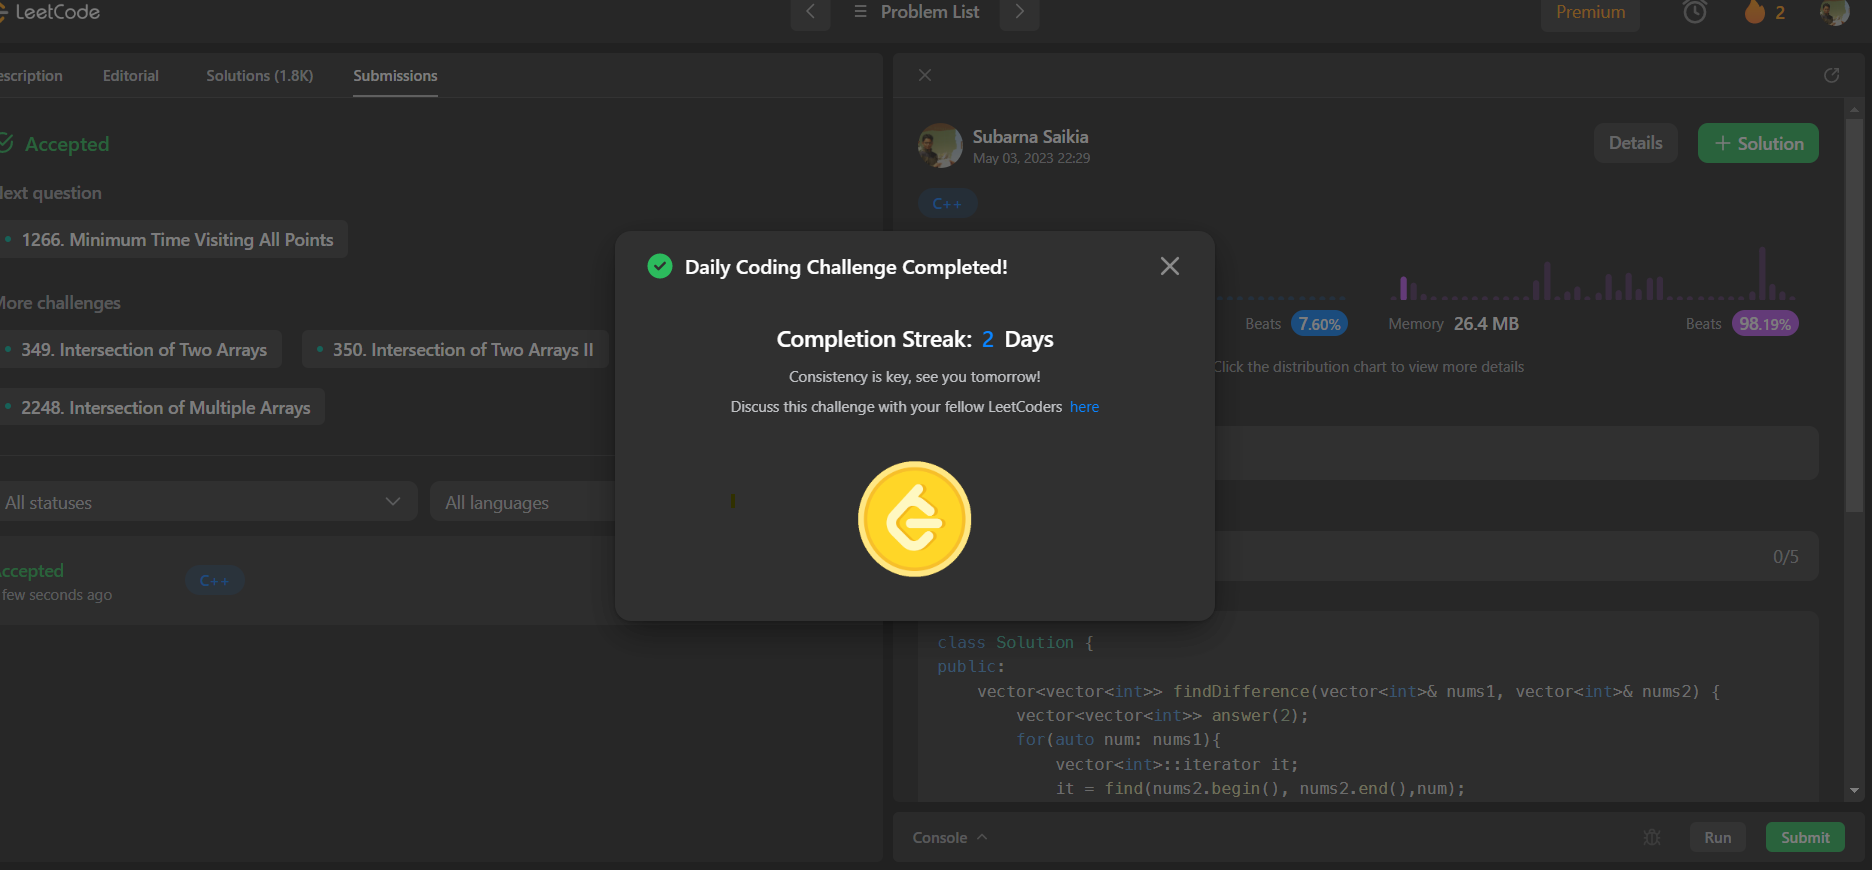 LeetCode
Problem List
Premium
2
escription Editorial Solutions (1.8K) Submissions
Accepted
ext question
1266. Minimum Time Visiting All Points
ore challenges
349. Intersection of Two Arrays
350. Intersection of Two Arrays II
2248. Intersection of Multiple Arrays
All statuses
All languages
ccepted
few seconds ago
C++
Subarna Saikia
May 03, 2023 22:29
Details
+ Solution
C++
Beats 7.60%
Memory 26.4 MB
Beats 98.19%
Click the distribution chart to view more details
0/5
Daily Coding Challenge Completed!
Completion Streak: 2 Days
Consistency is key, see you tomorrow!
Discuss this challenge with your fellow LeetCoders here
class Solution {
public:
vector<vector<int>> findDifference(vector<int>& nums1, vector<int>& nums2) {
vector<vector<int>> answer(2);
for(auto num: nums1){
vector<int>::iterator it;
it = find(nums2.begin(), nums2.end(),num);
Console
Run
Submit